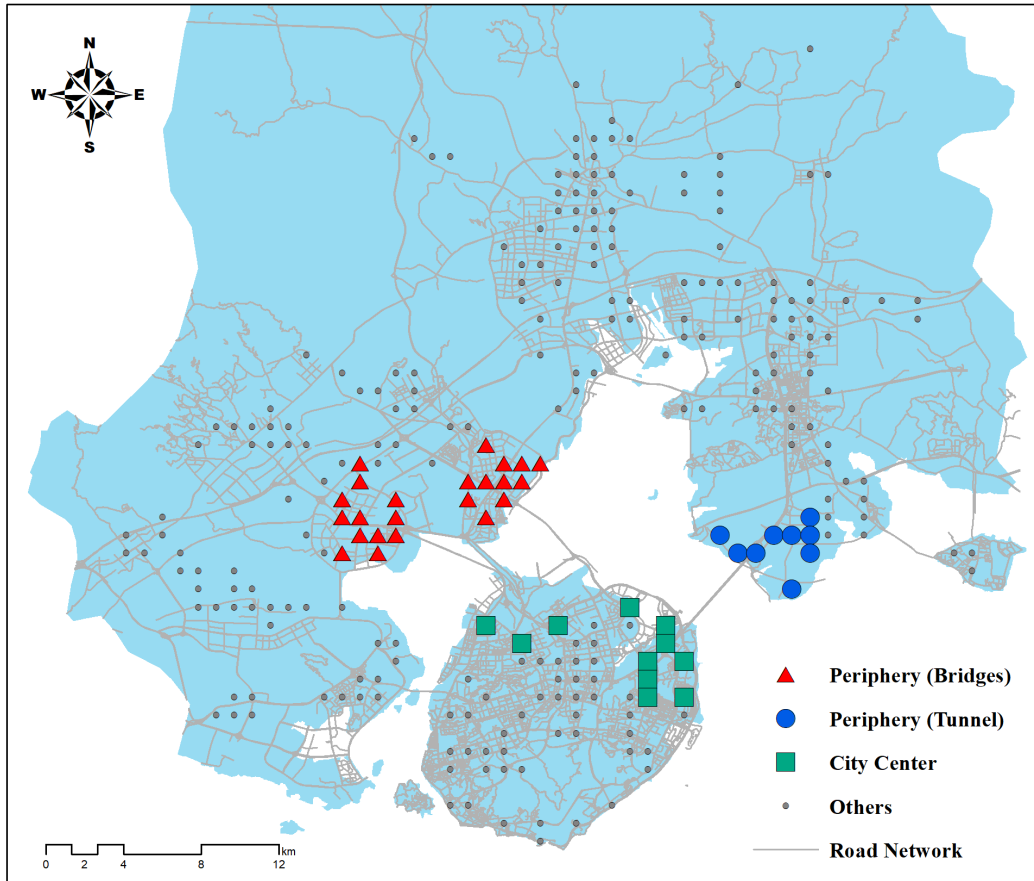 N
W E
S
Periphery (Bridges)
Periphery (Tunnel)
City Center
Others
Road Network
km
0 2 4 8 12